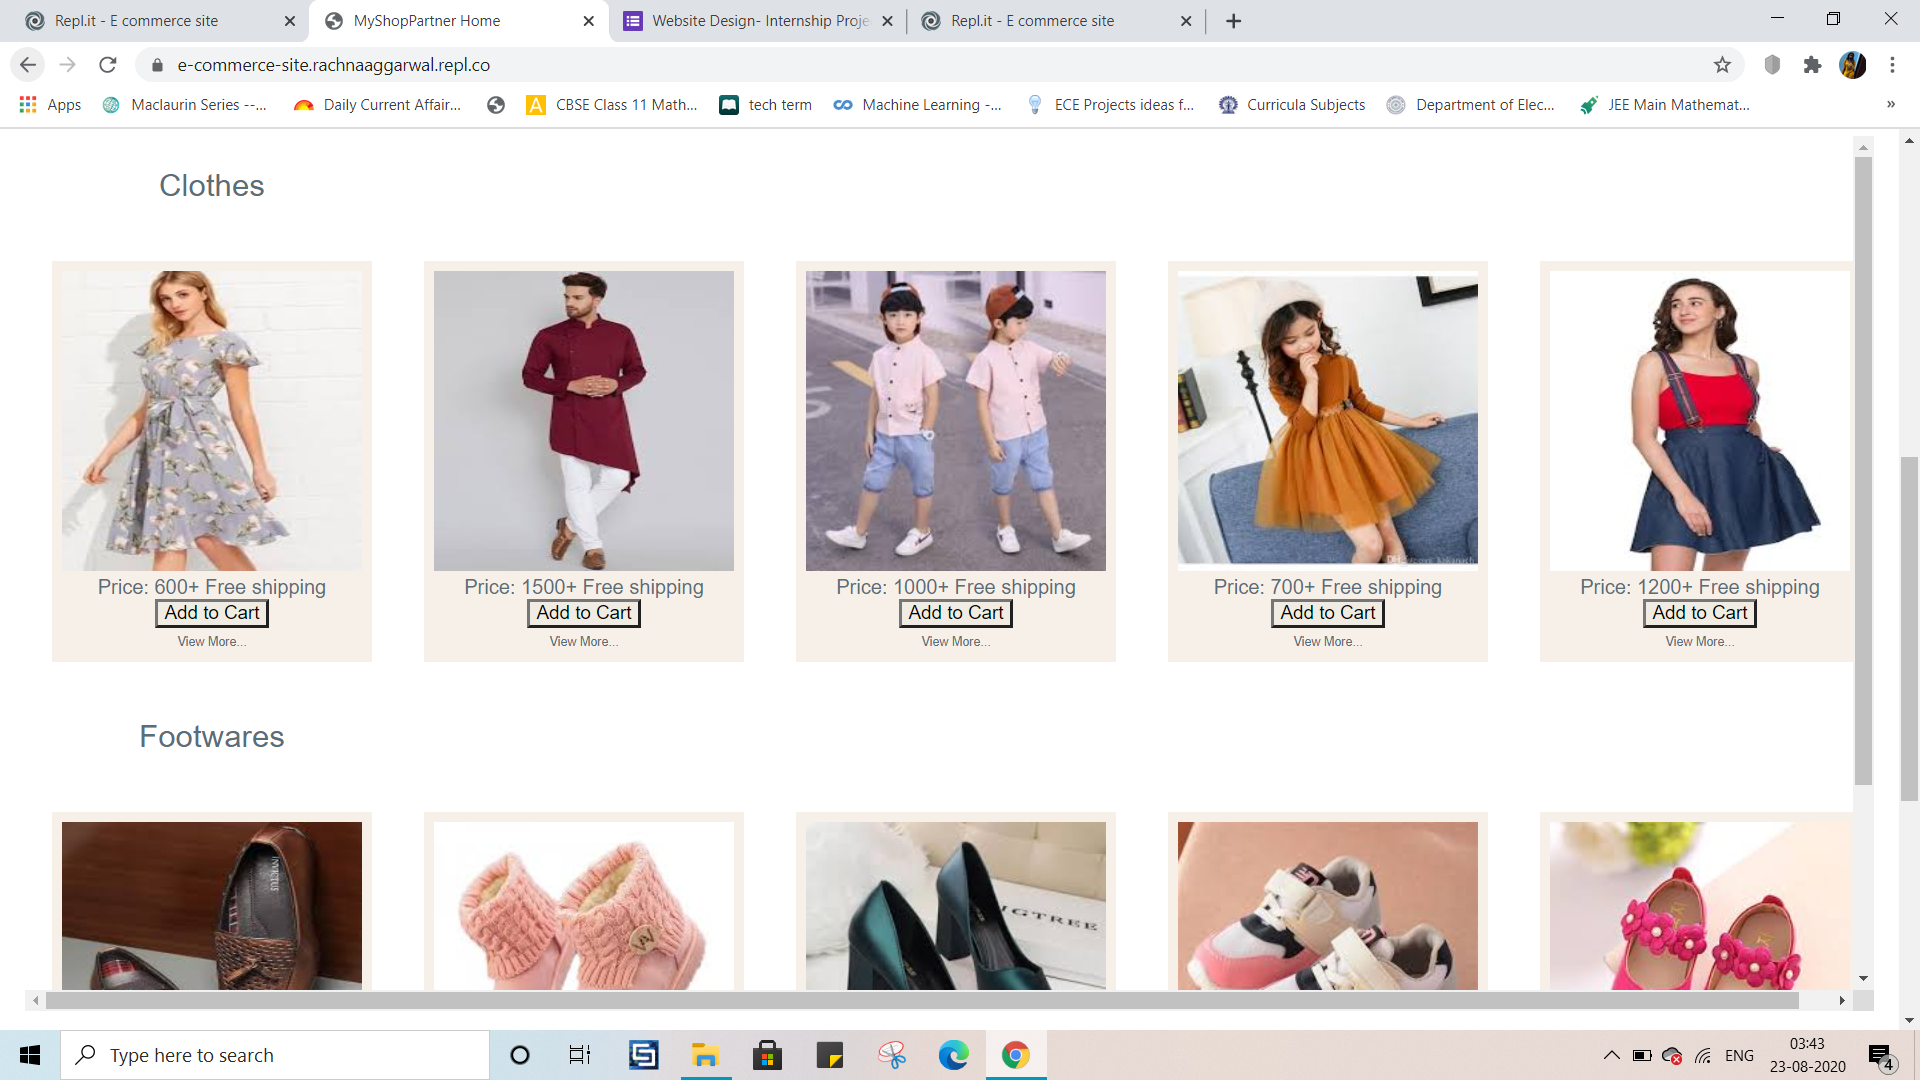 Repl.it - E commerce site
MyShopPartner Home
Website Design- Internship Proje
Repl.it - E commerce site
e-commerce-site.rachnaaggarwal.repl.co
Apps
Maclaurin Series --...
Daily Current Affair...
A
CBSE Class 11 Math...
tech term
Machine Learning -...
ECE Projects ideas f...
Curricula Subjects
Department of Elec...
JEE Main Mathemat...
»
Clothes
Price: 600+ Free shipping
Add to Cart
View More...
Price: 1500+ Free shipping
Add to Cart
View More...
Price: 1000+ Free shipping
Add to Cart
View More...
Price: 700+ Free shipping
Add to Cart
View More...
Price: 1200+ Free shipping
Add to Cart
View More...
Footwares
INVICTUS
NGTREE
Type here to search
ENG
03:43
23-08-2020
4